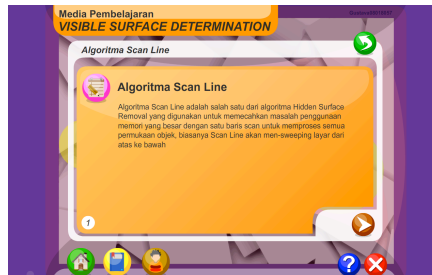 Media Pembelajaran
VISIBLE SURFACE DETERMINATION
Algoritma Scan Line
Algoritma Scan Line
Algoritma Scan Line adalah salah satu dari algoritma Hidden Surface
Removal yang digunakan untuk memecahkan masalah penggunaan
memori yang besar dengan satu baris scan untuk memproses semua
permukaan objek, biasanya Scan Line akan men-sweeping layar dari
atas ke bawah
1
?